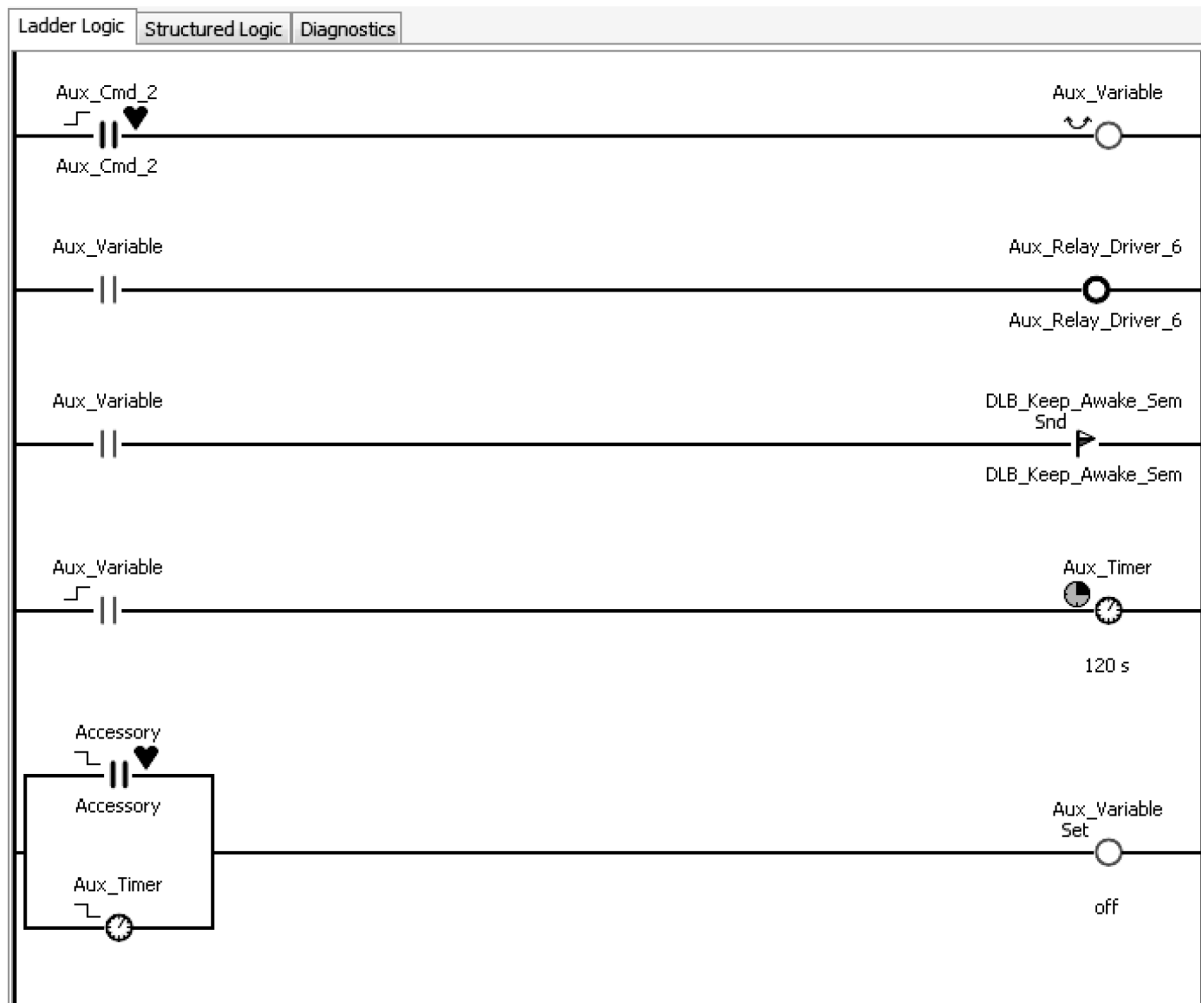 Ladder Logic Structured Logic Diagnostics
Aux_Cmd_2 Aux_Variable
Aux_Cmd_2
Aux_Variable Aux_Relay_Driver_6
Aux_Relay_Driver_6
Aux_Variable DLB_Keep_Awake_Sem
Snd
DLB_Keep_Awake_Sem
Aux_Variable Aux_Timer
120 s
Accessory
Accessory
Aux_Variable
Set
Aux_Timer
off